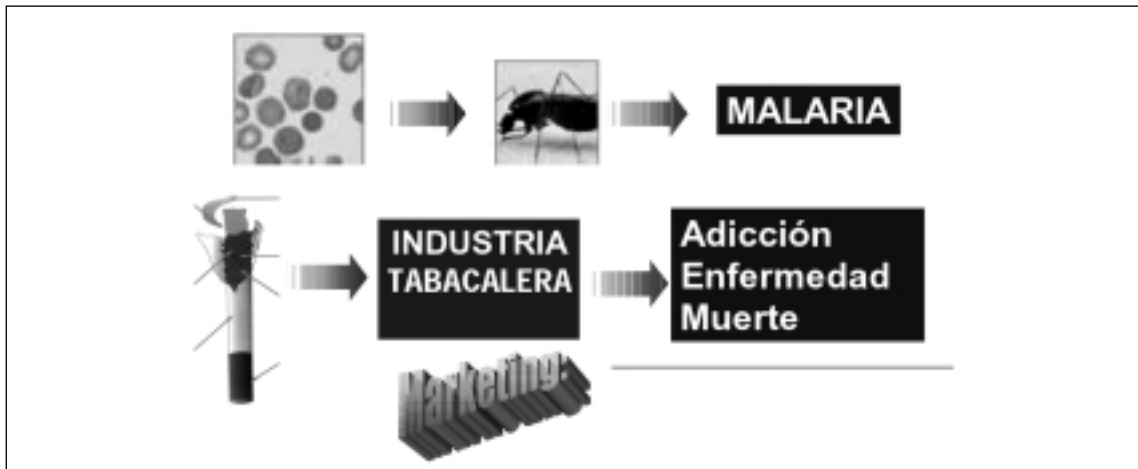 MALARIA
INDUSTRIA
TABACALERA
Adicción
Enfermedad
Muerte
Marketing: